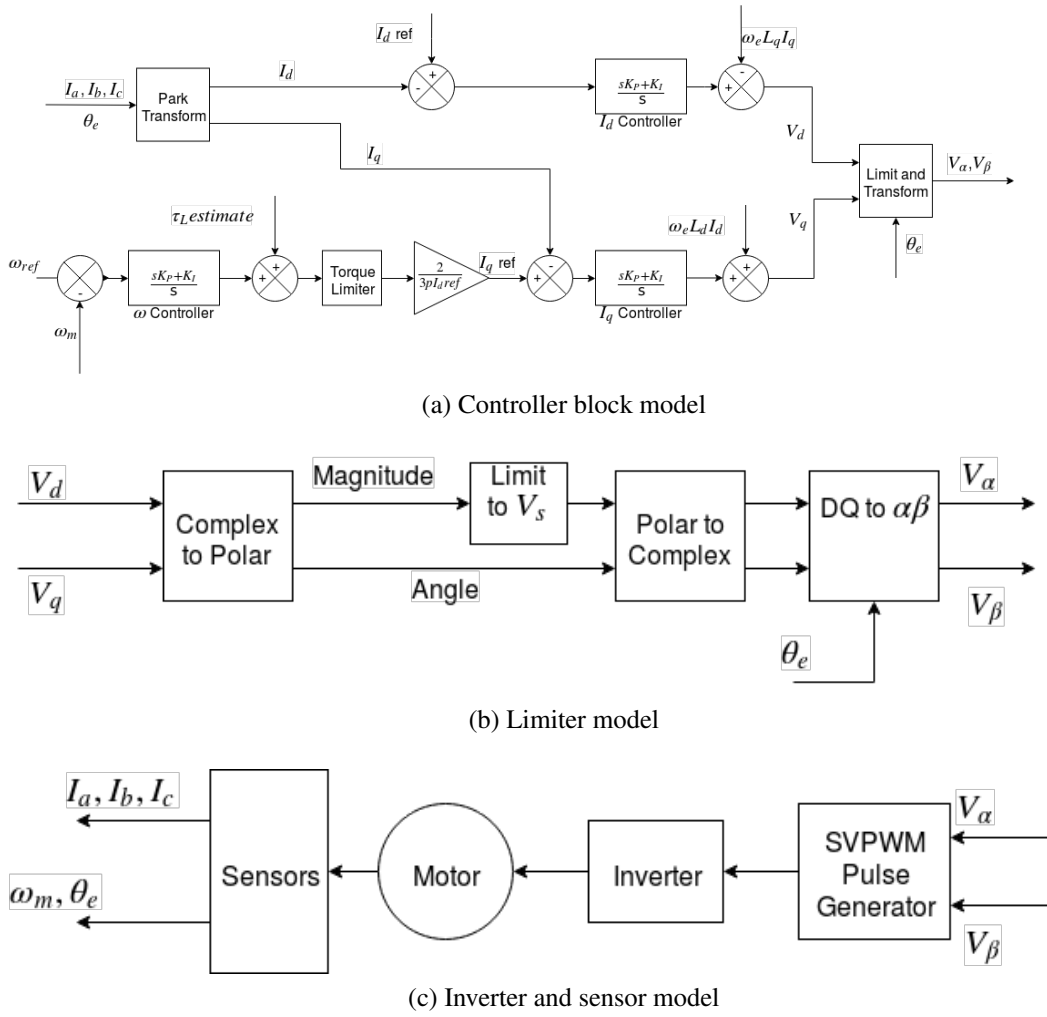 I_d ref
ω_e L_q I_q
I_a, I_b, I_c
θ_e
Park
Transform
I_d
+
-
sK_P+K_I
s
I_d Controller
-
+
V_d
I_q
Limit and
Transform
V_α, V_β
θ_e
τ_L estimate
ω_e L_d I_d
V_q
ω_ref
-
ω_m
sK_P+K_I
s
ω Controller
+
+
Torque
Limiter
2
3pI_d ref
I_q ref
-
+
sK_P+K_I
s
I_q Controller
+
+
(a) Controller block model
V_d
V_q
Complex
to Polar
Magnitude
Angle
Limit
to V_s
Polar to
Complex
DQ to αβ
V_α
V_β
θ_e
(b) Limiter model
I_a, I_b, I_c
ω_m, θ_e
Sensors
Motor
Inverter
SVPWM
Pulse
Generator
V_α
V_β
(c) Inverter and sensor model